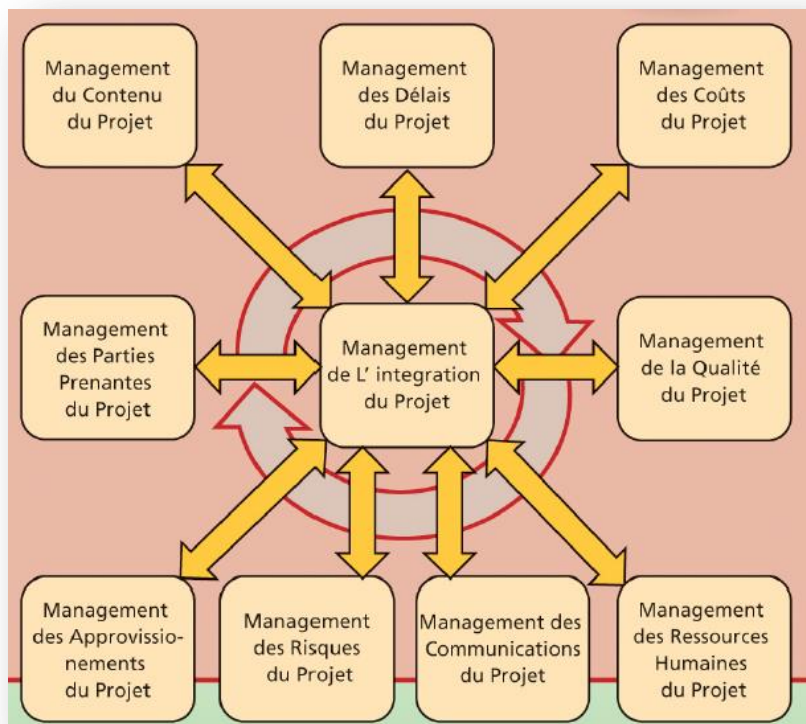 Management
du Contenu
du Projet
Management
des Délais
du Projet
Management
des Coûts
du Projet
Management
des Parties
Prenantes
du Projet
Management
de L' integration
du Projet
Management
de la Qualité
du Projet
Management
des Approvissio-
nements
du Projet
Management
des Risques
du Projet
Management des
Communications
du Projet
Management
des Ressources
Humaines
du Projet